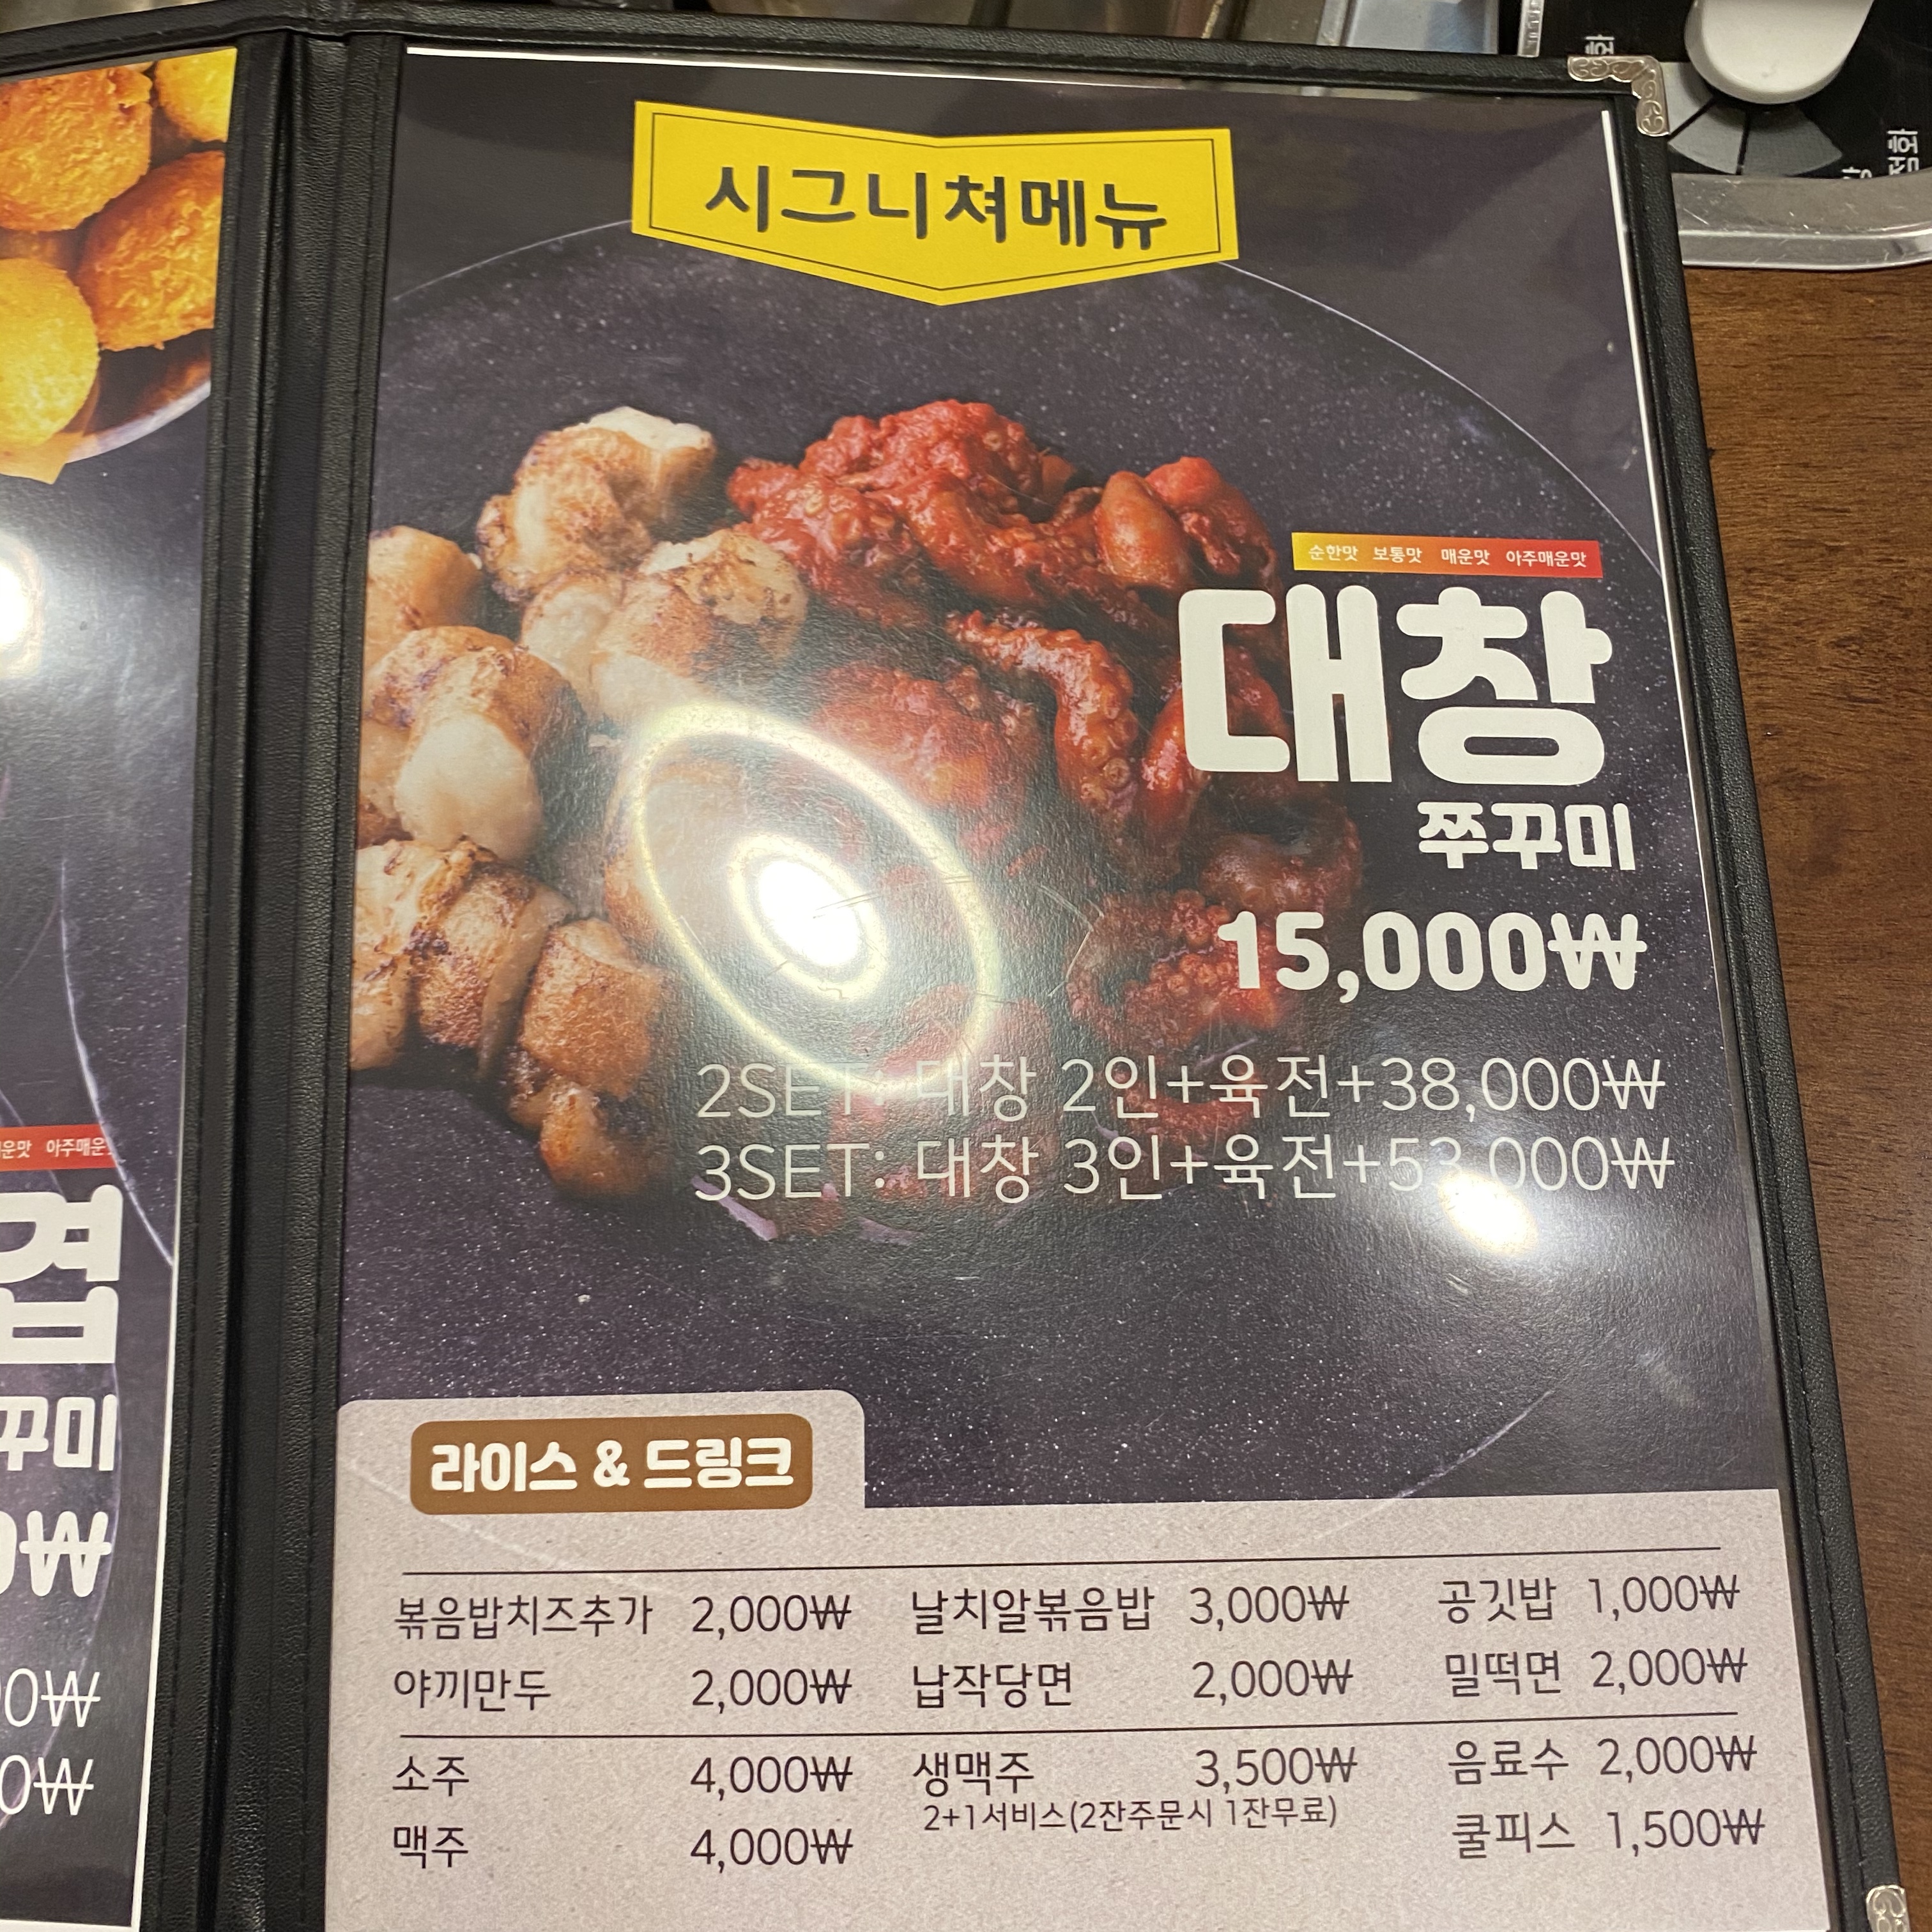 시그니쳐메뉴
순한맛 보통맛 매운맛 아주매운맛
대창
쭈꾸미
15,000₩
2SET: 대창 2인+육전+38,000₩
3SET: 대창 3인+육전+53,000₩
라이스 & 드링크
볶음밥치즈추가 2,000₩ 날치알볶음밥 3,000₩ 공깃밥 1,000₩
야끼만두 2,000₩ 납작당면 2,000₩ 밀떡면 2,000₩
소주 4,000₩ 생맥주 3,500₩ 음료수 2,000₩
2+1서비스(2잔주문시 1잔무료)
맥주 4,000₩ 쿨피스 1,500₩